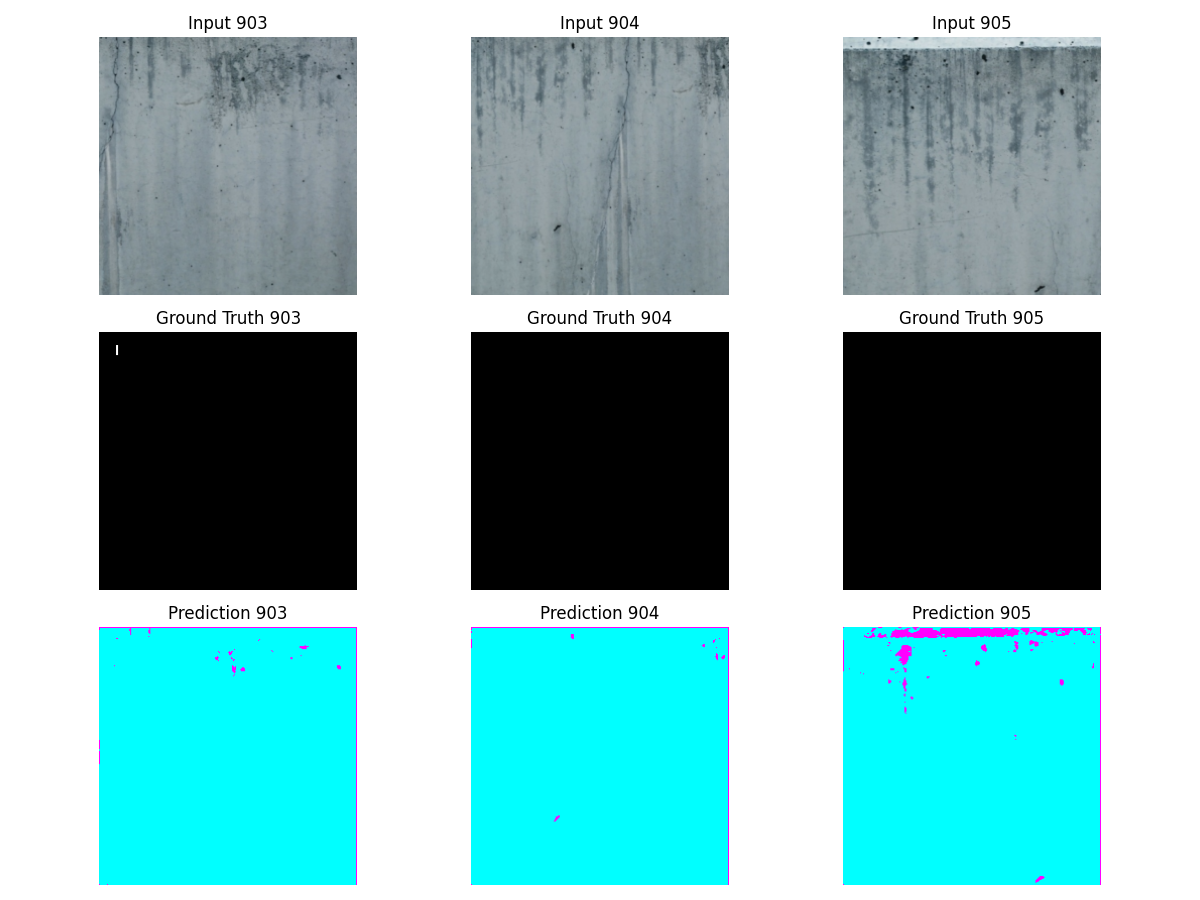 Input 903
Input 904
Input 905
Ground Truth 903
Ground Truth 904
Ground Truth 905
Prediction 903
Prediction 904
Prediction 905